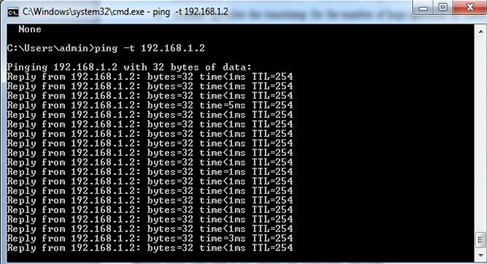 C:\Windows\system32\cmd.exe - ping -t 192.168.1.2
None
C:\Users\admin>ping -t 192.168.1.2
Pinging 192.168.1.2 with 32 bytes of data:
Reply from 192.168.1.2: bytes=32 time<1ms TTL=254
Reply from 192.168.1.2: bytes=32 time<1ms TTL=254
Reply from 192.168.1.2: bytes=32 time<1ms TTL=254
Reply from 192.168.1.2: bytes=32 time=5ms TTL=254
Reply from 192.168.1.2: bytes=32 time<1ms TTL=254
Reply from 192.168.1.2: bytes=32 time<1ms TTL=254
Reply from 192.168.1.2: bytes=32 time<1ms TTL=254
Reply from 192.168.1.2: bytes=32 time<1ms TTL=254
Reply from 192.168.1.2: bytes=32 time<1ms TTL=254
Reply from 192.168.1.2: bytes=32 time<1ms TTL=254
Reply from 192.168.1.2: bytes=32 time=1ms TTL=254
Reply from 192.168.1.2: bytes=32 time<1ms TTL=254
Reply from 192.168.1.2: bytes=32 time<1ms TTL=254
Reply from 192.168.1.2: bytes=32 time<1ms TTL=254
Reply from 192.168.1.2: bytes=32 time<1ms TTL=254
Reply from 192.168.1.2: bytes=32 time<1ms TTL=254
Reply from 192.168.1.2: bytes=32 time=3ms TTL=254
Reply from 192.168.1.2: bytes=32 time<1ms TTL=254
Reply from 192.168.1.2: bytes=32 time<1ms TTL=254